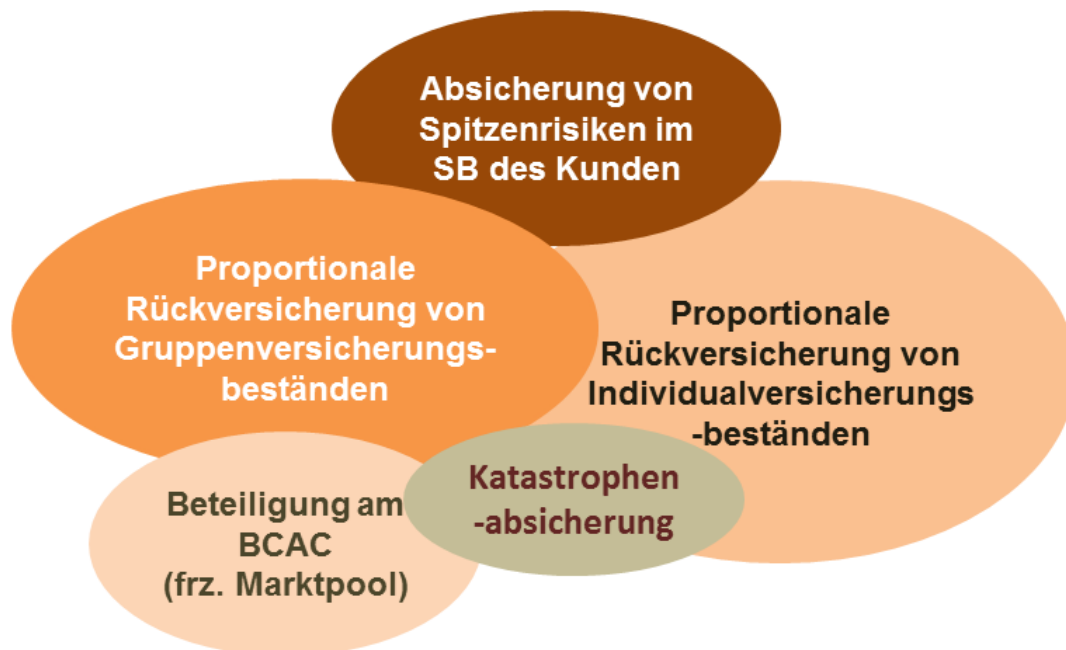 Absicherung von
Spitzenrisiken im
SB des Kunden
Proportionale
Rückversicherung von
Gruppenversicherungs-
beständen
Proportionale
Rückversicherung von
Individualversicherungs
-beständen
Katastrophen
-absicherung
Beteiligung am
BCAC
(frz. Marktpool)